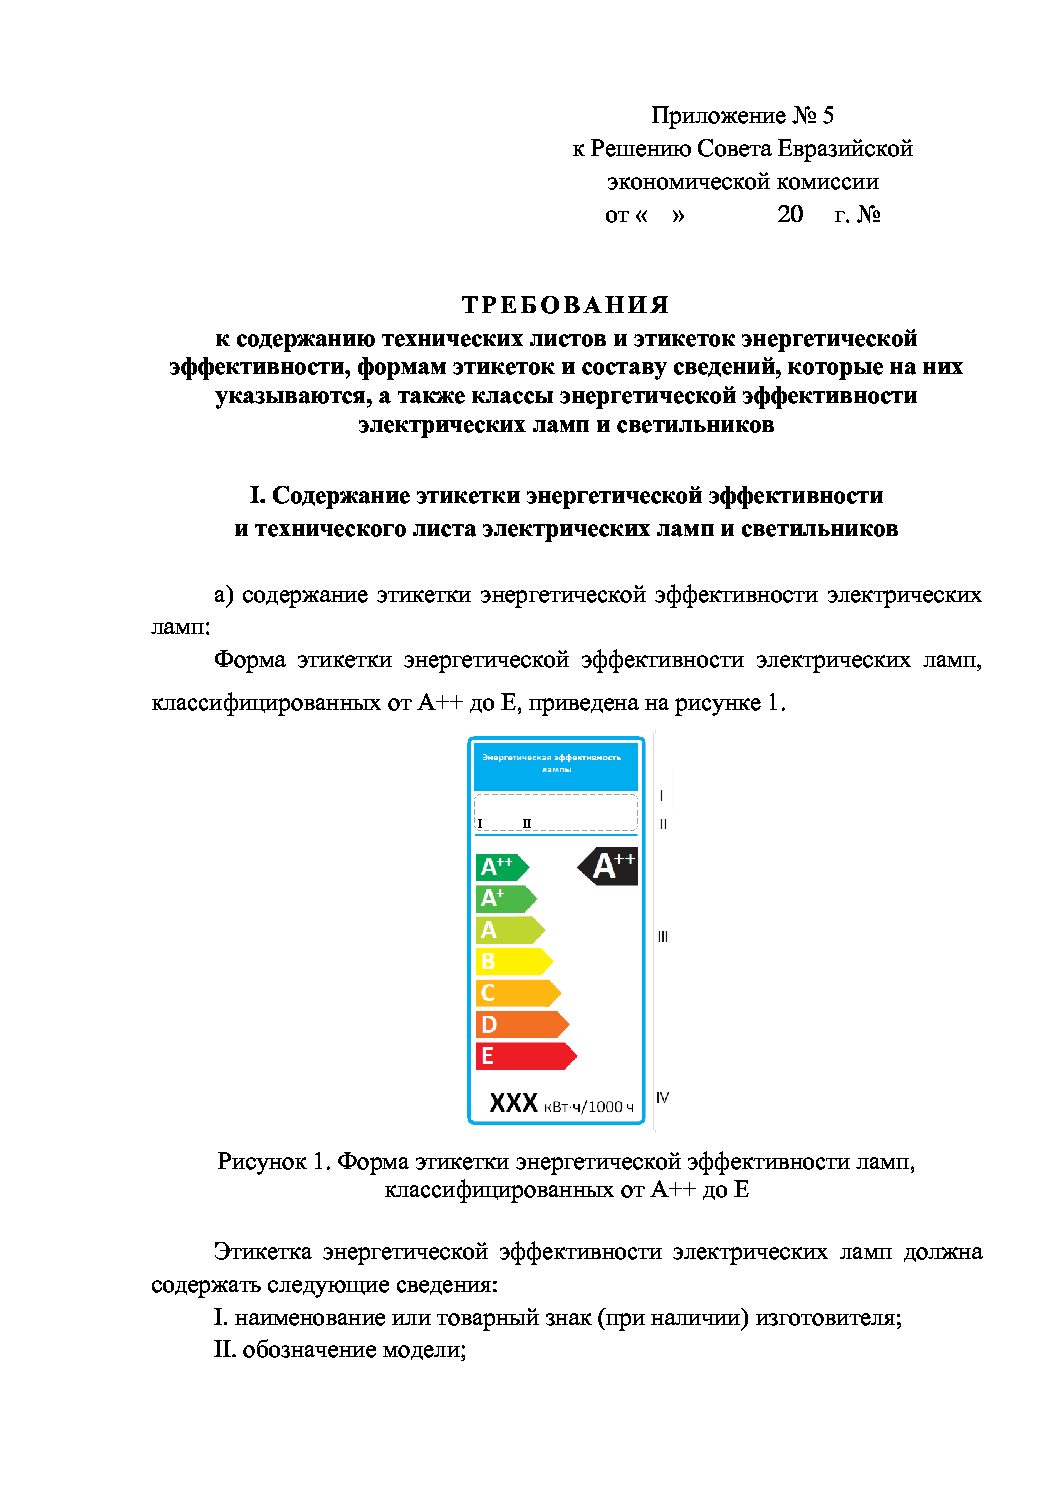 Приложение № 5
к Решению Совета Евразийской
экономической комиссии
от « » 20 г. №
ТРЕБОВАНИЯ
к содержанию технических листов и этикеток энергетической
эффективности, формам этикеток и составу сведений, которые на них
указываются, а также классы энергетической эффективности
электрических ламп и светильников
I. Содержание этикетки энергетической эффективности
и технического листа электрических ламп и светильников
а) содержание этикетки энергетической эффективности электрических
ламп:
Форма этикетки энергетической эффективности электрических ламп,
классифицированных от А++ до Е, приведена на рисунке 1.
Энергетическая эффективность
лампы
I
I II
II
A++ A++
A+
A
III
B
C
D
E
XXX кВт·ч/1000 ч
IV
Рисунок 1. Форма этикетки энергетической эффективности ламп,
классифицированных от А++ до Е
Этикетка энергетической эффективности электрических ламп должна
содержать следующие сведения:
I. наименование или товарный знак (при наличии) изготовителя;
II. обозначение модели;